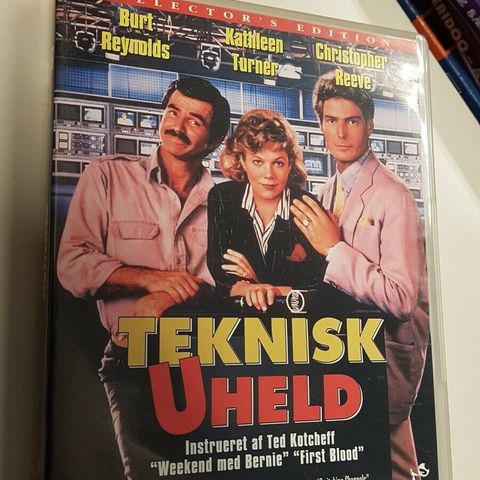 COLLECTOR'S EDITION
Burt Reynolds
Kathleen Turner
Christopher Reeve
TEKNISK
UHELD
Instrueret af Ted Kotcheff
"Weekend med Bernie" "First Blood"